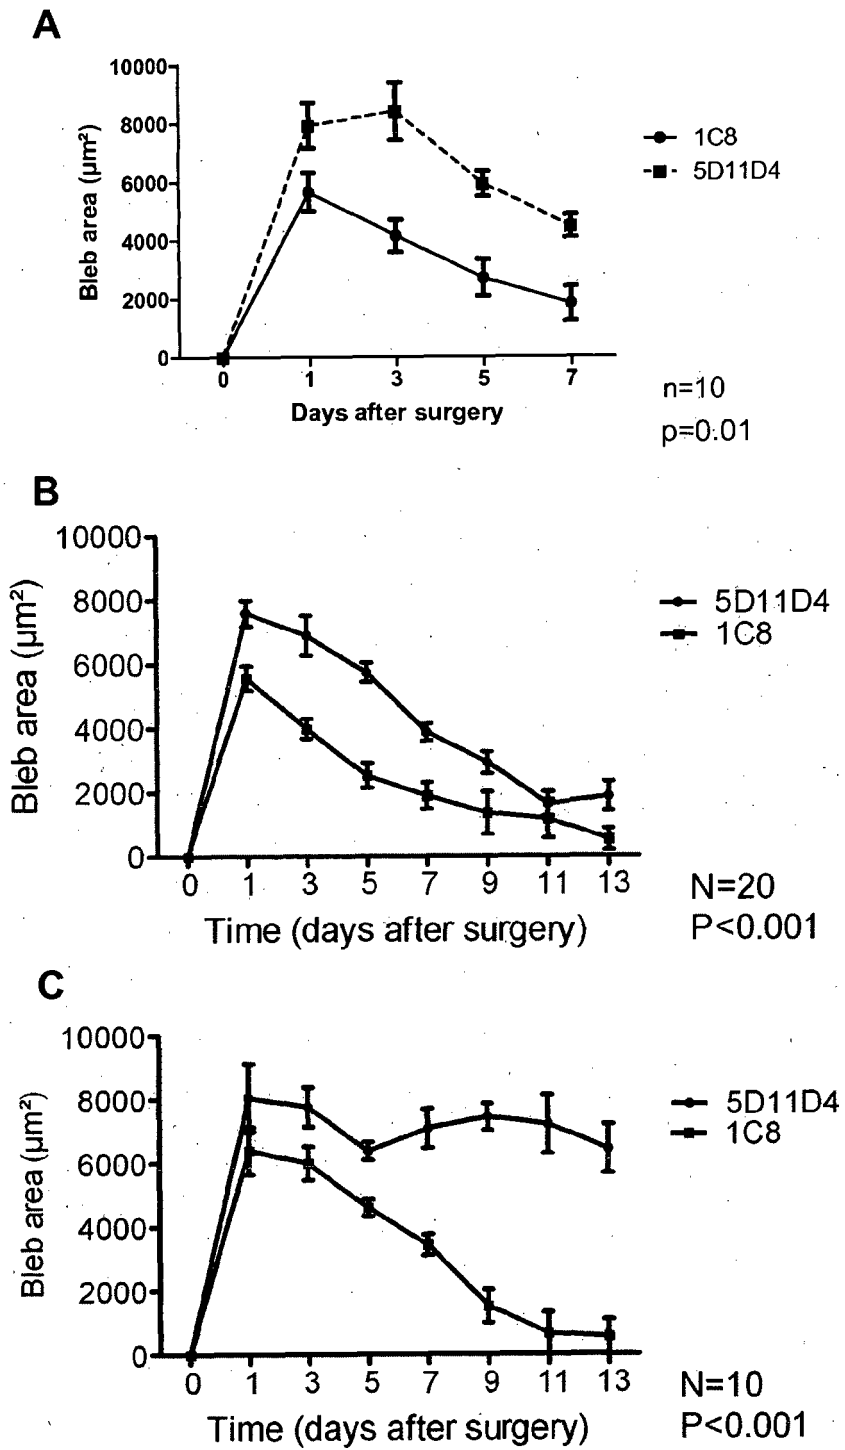 A
10000
8000
6000
4000
2000
0
Bleb area (µm²)
0 1 3 5 7
Days after surgery
1C8
5D11D4
n=10
p=0.01
B
10000
8000
6000
4000
2000
0
Bleb area (µm²)
0 1 3 5 7 9 11 13
Time (days after surgery)
5D11D4
1C8
N=20
P<0.001
C
10000
8000
6000
4000
2000
0
Bleb area (µm²)
0 1 3 5 7 9 11 13
Time (days after surgery)
5D11D4
1C8
N=10
P<0.001